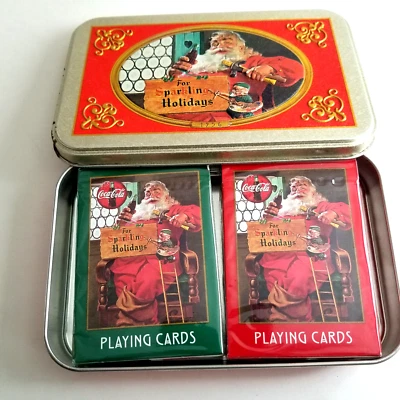 For
Sparkling
Holidays
Coca-Cola
For
Sparkling
Holidays
PLAYING CARDS
Coca-Cola
For
Sparkling
Holidays
PLAYING CARDS